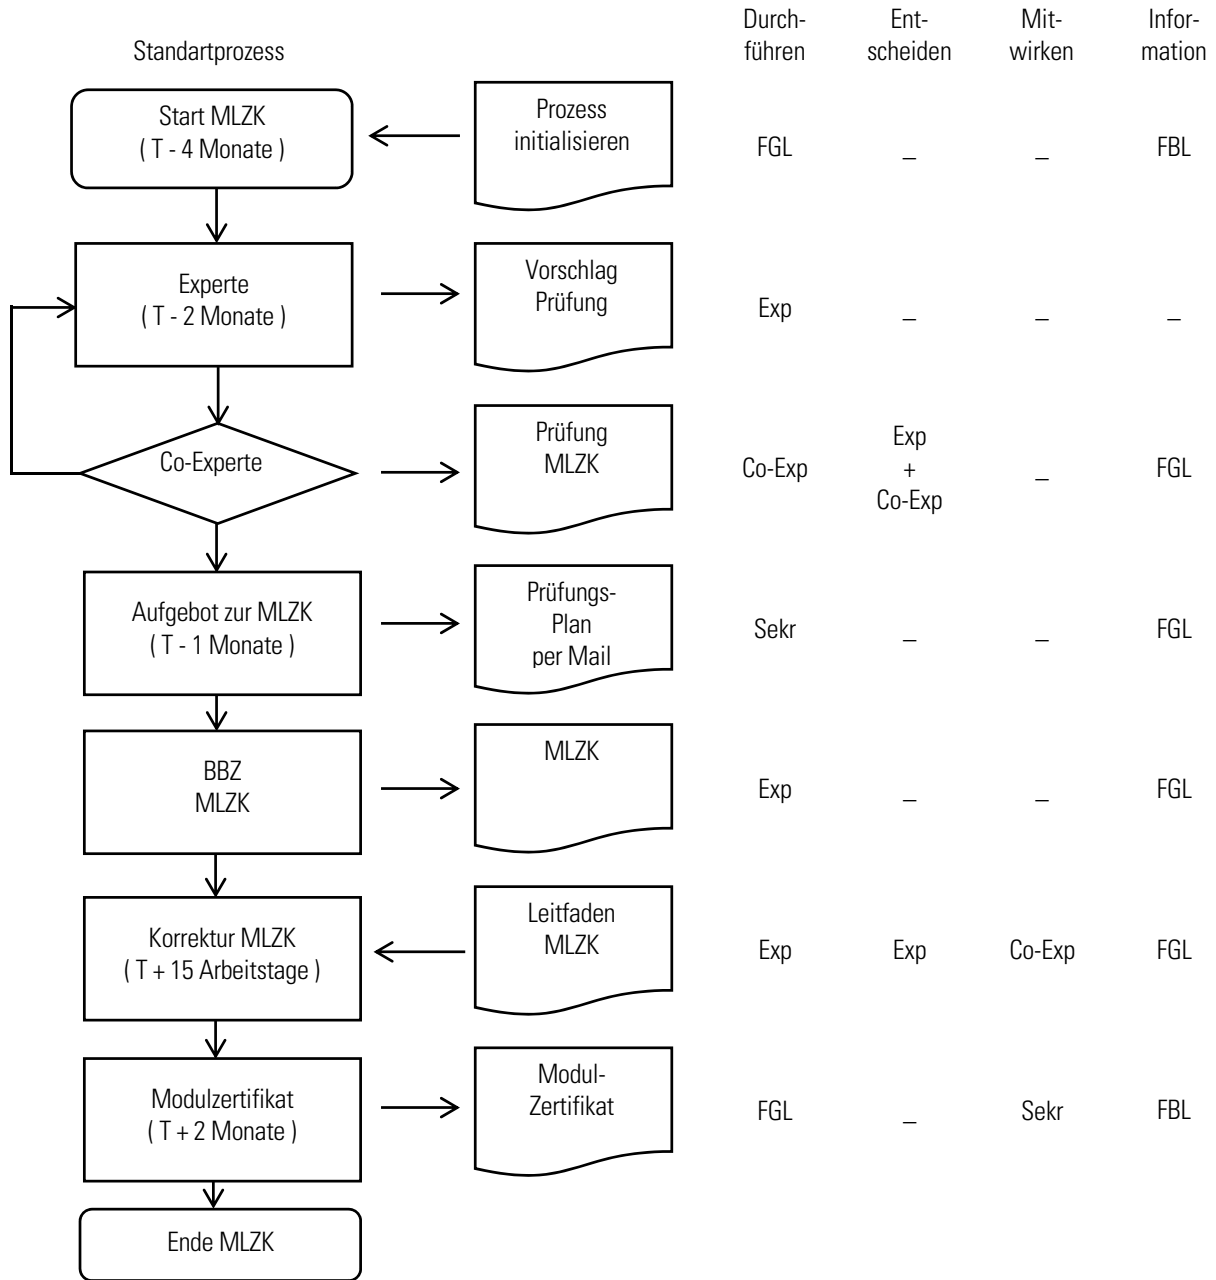 Standartprozess
Durch-
führen
Ent-
scheiden
Mit-
wirken
Infor-
mation
Start MLZK
( T - 4 Monate )
Prozess
initialisieren
FGL
_
_
FBL
Experte
( T - 2 Monate )
Vorschlag
Prüfung
Exp
_
_
_
Co-Experte
Prüfung
MLZK
Co-Exp
Exp
+
Co-Exp
_
FGL
Aufgebot zur MLZK
( T - 1 Monate )
Prüfungs-
Plan
per Mail
Sekr
_
_
FGL
BBZ
MLZK
MLZK
Exp
_
_
FGL
Korrektur MLZK
( T + 15 Arbeitstage )
Leitfaden
MLZK
Exp
Exp
Co-Exp
FGL
Modulzertifikat
( T + 2 Monate )
Modul-
Zertifikat
FGL
_
Sekr
FBL
Ende MLZK